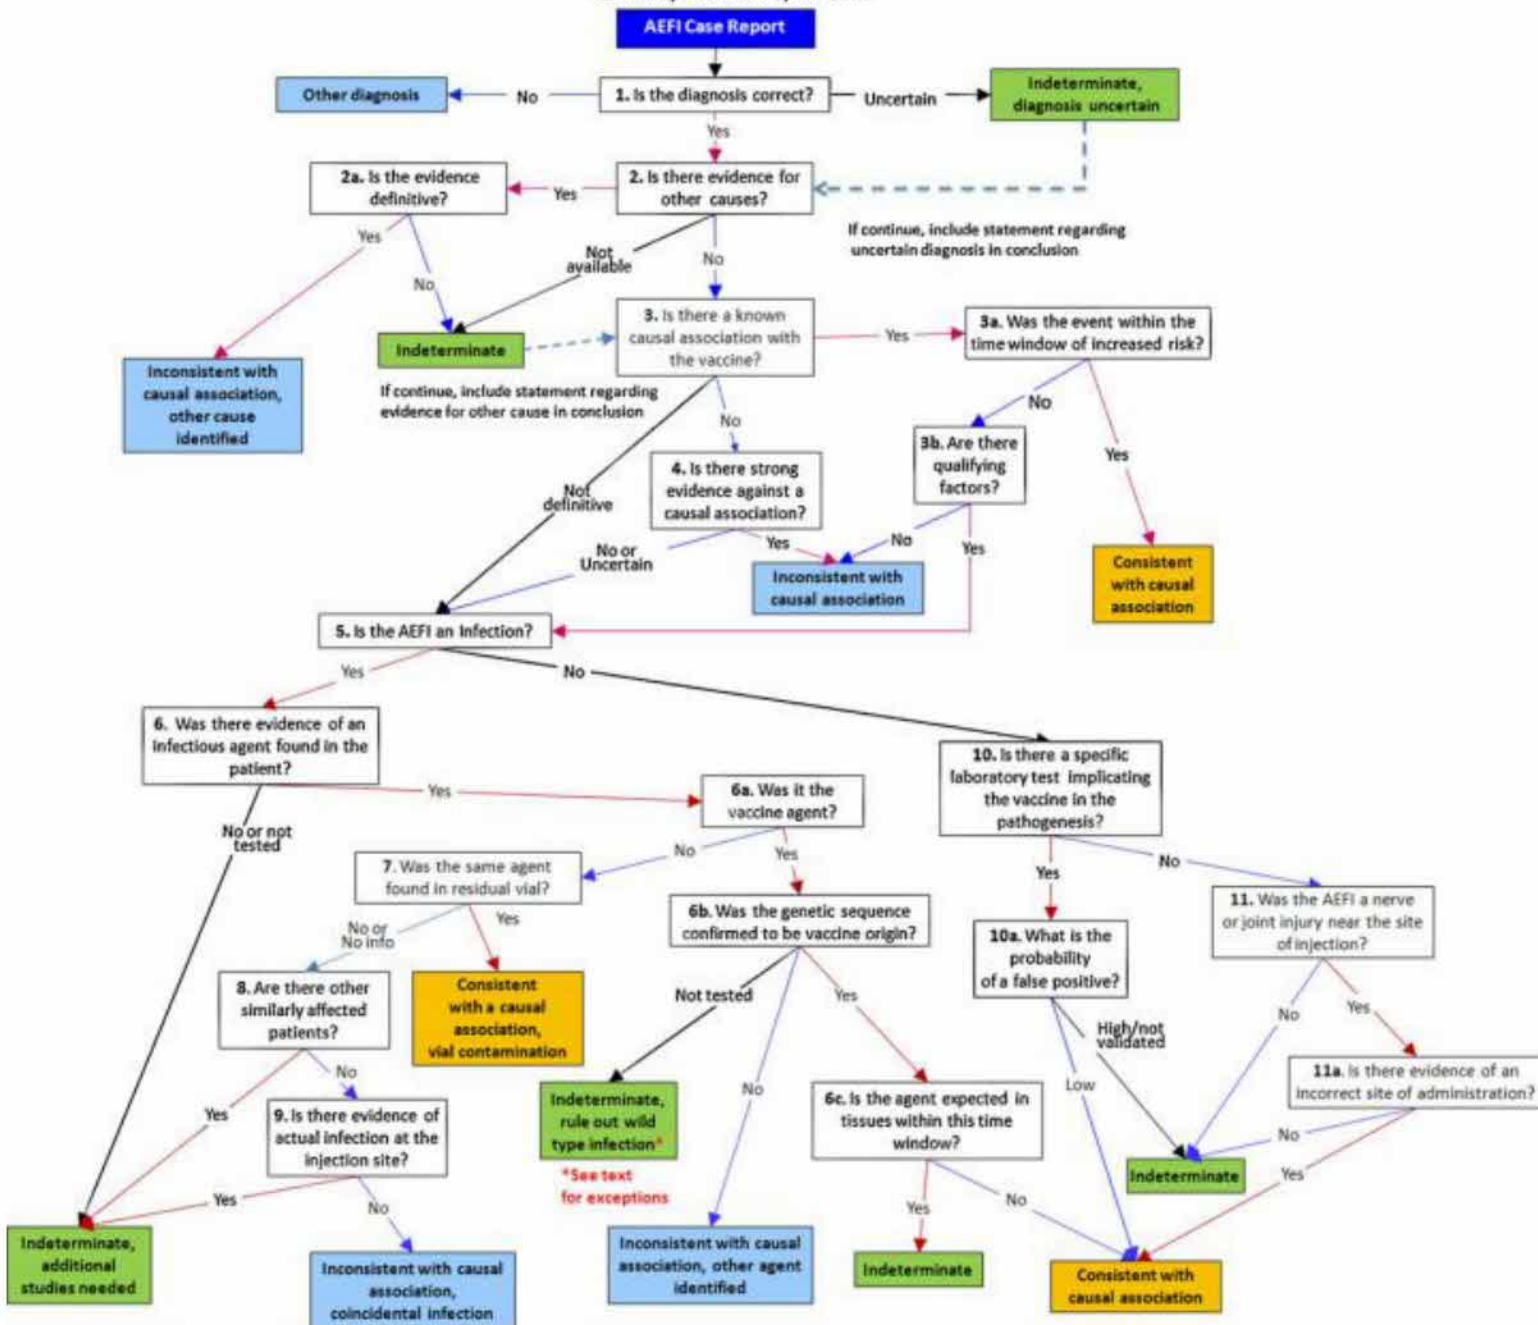 AEFI Case Report
Other diagnosis
No
1. Is the diagnosis correct?
Uncertain
Indeterminate,
diagnosis uncertain
Yes
2a. Is the evidence
definitive?
Yes
2. Is there evidence for
other causes?
If continue, include statement regarding
uncertain diagnosis in conclusion
Yes
No
Not
available
No
Inconsistent with
causal association,
other cause
identified
Indeterminate
If continue, include statement regarding
evidence for other cause in conclusion
3. Is there a known
causal association with
the vaccine?
Yes
3a. Was the event within the
time window of increased risk?
No
Yes
3b. Are there
qualifying
factors?
No
Not
definitive
4. Is there strong
evidence against a
causal association?
No or
Uncertain
Yes
No
Yes
Inconsistent with
causal association
Consistent
with causal
association
5. Is the AEFI an Infection?
Yes
No
6. Was there evidence of an
infectious agent found in the
patient?
Yes
No or not
tested
6a. Was it the
vaccine agent?
No
Yes
7. Was the same agent
found in residual vial?
No or
No info
Yes
6b. Was the genetic sequence
confirmed to be vaccine origin?
10. Is there a specific
laboratory test implicating
the vaccine in the
pathogenesis?
Yes
No
10a. What is the
probability
of a false positive?
11. Was the AEFI a nerve
or joint injury near the site
of injection?
8. Are there other
similarly affected
patients?
Consistent
with a causal
association,
vial contamination
Not tested
Yes
No
High/not
validated
Low
No
Yes
11a. Is there evidence of an
incorrect site of administration?
No
Yes
Yes
No
9. Is there evidence of
actual infection at the
injection site?
Yes
No
Indeterminate,
rule out wild
type infection*
*See text
for exceptions
6c. Is the agent expected in
tissues within this time
window?
Yes
No
Indeterminate
Indeterminate,
additional
studies needed
Inconsistent with causal
association,
coincidental infection
Inconsistent with causal
association, other agent
identified
Indeterminate
Consistent with
causal association